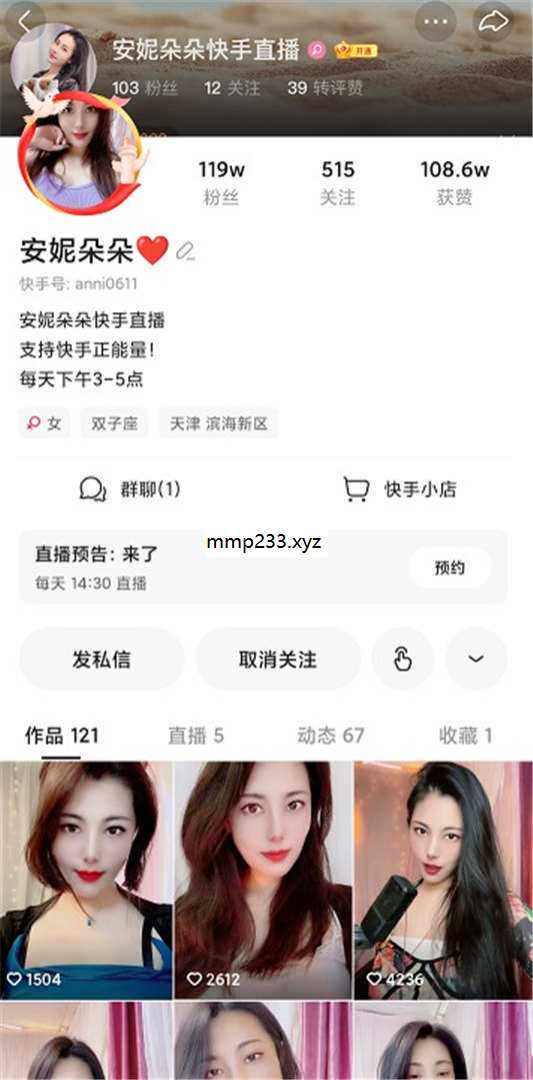 安妮朵朵快手直播 开通
103 粉丝 12 关注 39 转评赞
119w 515 108.6w
粉丝 关注 获赞
安妮朵朵❤️
快手号: anni0611
安妮朵朵快手直播
支持快手正能量!
每天下午3-5点
女 双子座 天津 滨海新区
群聊(1) 快手小店
mmp233.xyz
直播预告: 来了
每天 14:30 直播
预约
发私信 取消关注
作品 121 直播 5 动态 67 收藏 1
1504 2612 4236